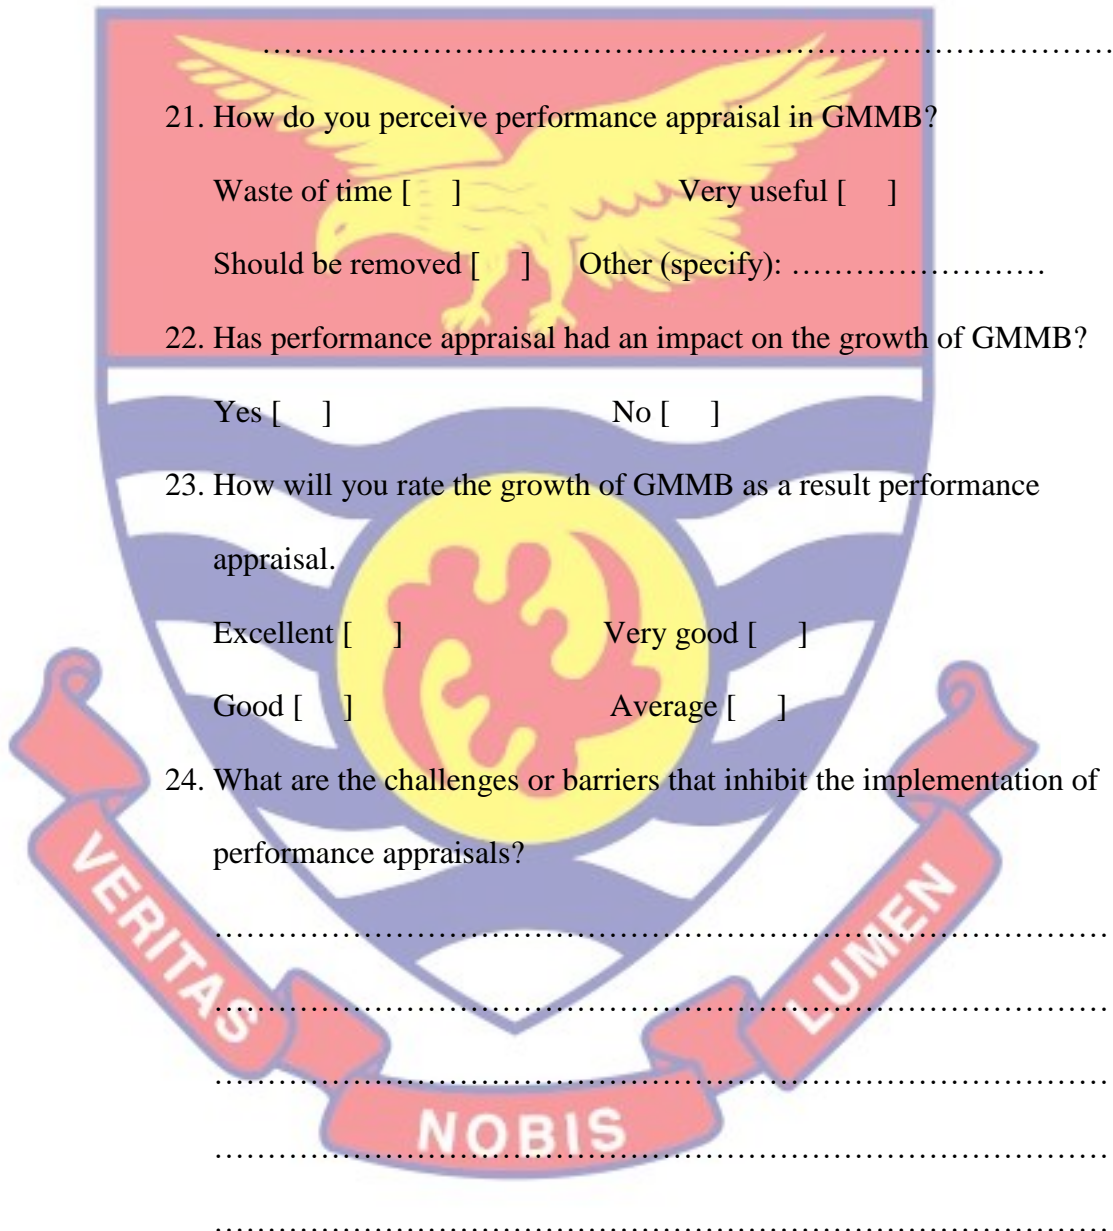 ………………………………………………………………………………
21. How do you perceive performance appraisal in GMMB?
Waste of time [ ] Very useful [ ]
Should be removed [ ] Other (specify): ……………………
22. Has performance appraisal had an impact on the growth of GMMB?
Yes [ ] No [ ]
23. How will you rate the growth of GMMB as a result performance
appraisal.
Excellent [ ] Very good [ ]
Good [ ] Average [ ]
24. What are the challenges or barriers that inhibit the implementation of
performance appraisals?
………………………………………………………………………………
………………………………………………………………………………
………………………………………………………………………………
………………………………………………………………………………
………………………………………………………………………………
VERITAS
NOBIS
LUMEN